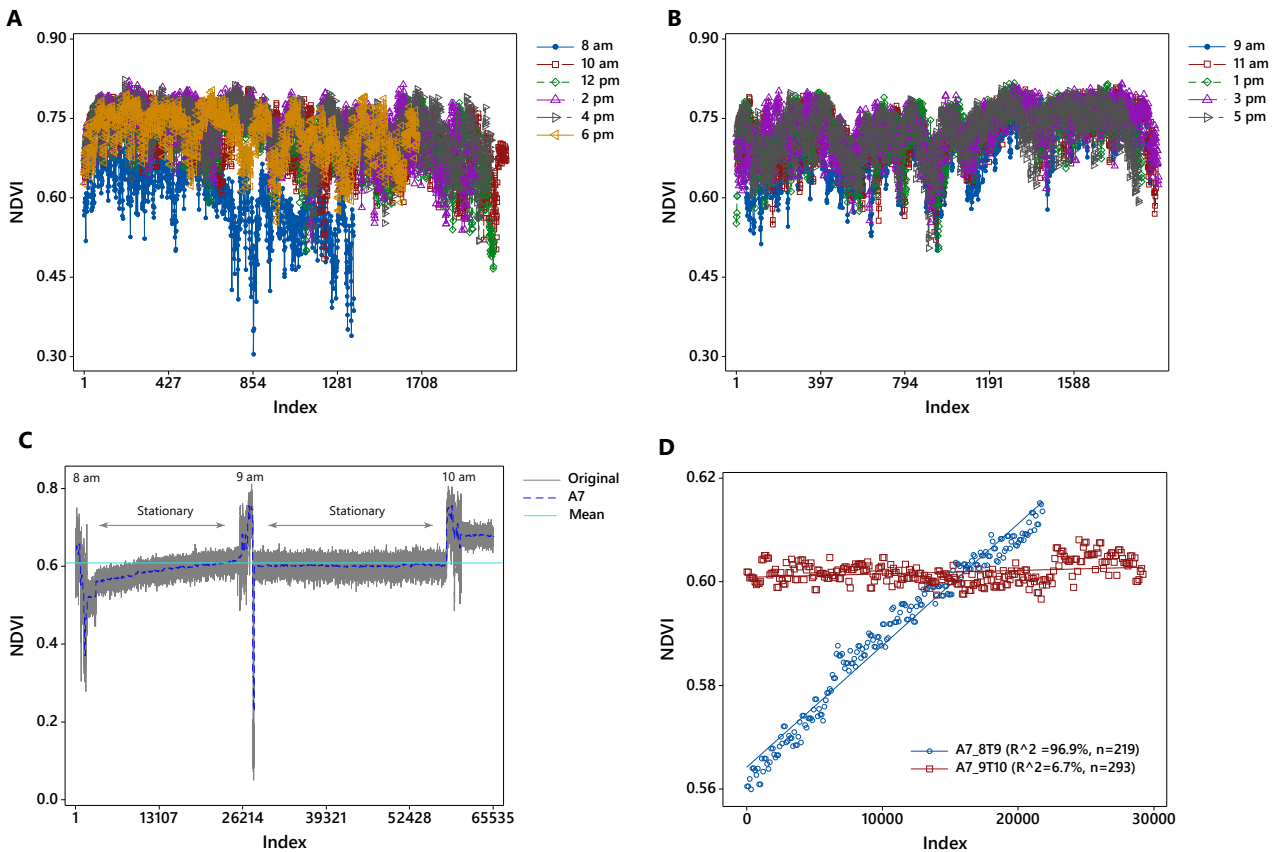 A
0.90
0.75
0.60
0.45
0.30
NDVI
1 427 854 1281 1708
Index
8 am
10 am
12 pm
2 pm
4 pm
6 pm
B
0.90
0.75
0.60
0.45
0.30
NDVI
1 397 794 1191 1588
Index
9 am
11 am
1 pm
3 pm
5 pm
C
0.8
0.6
0.4
0.2
0.0
NDVI
8 am 9 am 10 am
Stationary Stationary
1 13107 26214 39321 52428 65535
Index
Original
A7
Mean
D
0.62
0.60
0.58
0.56
NDVI
A7_8T9 (R^2 =96.9%, n=219)
A7_9T10 (R^2=6.7%, n=293)
0 10000 20000 30000
Index